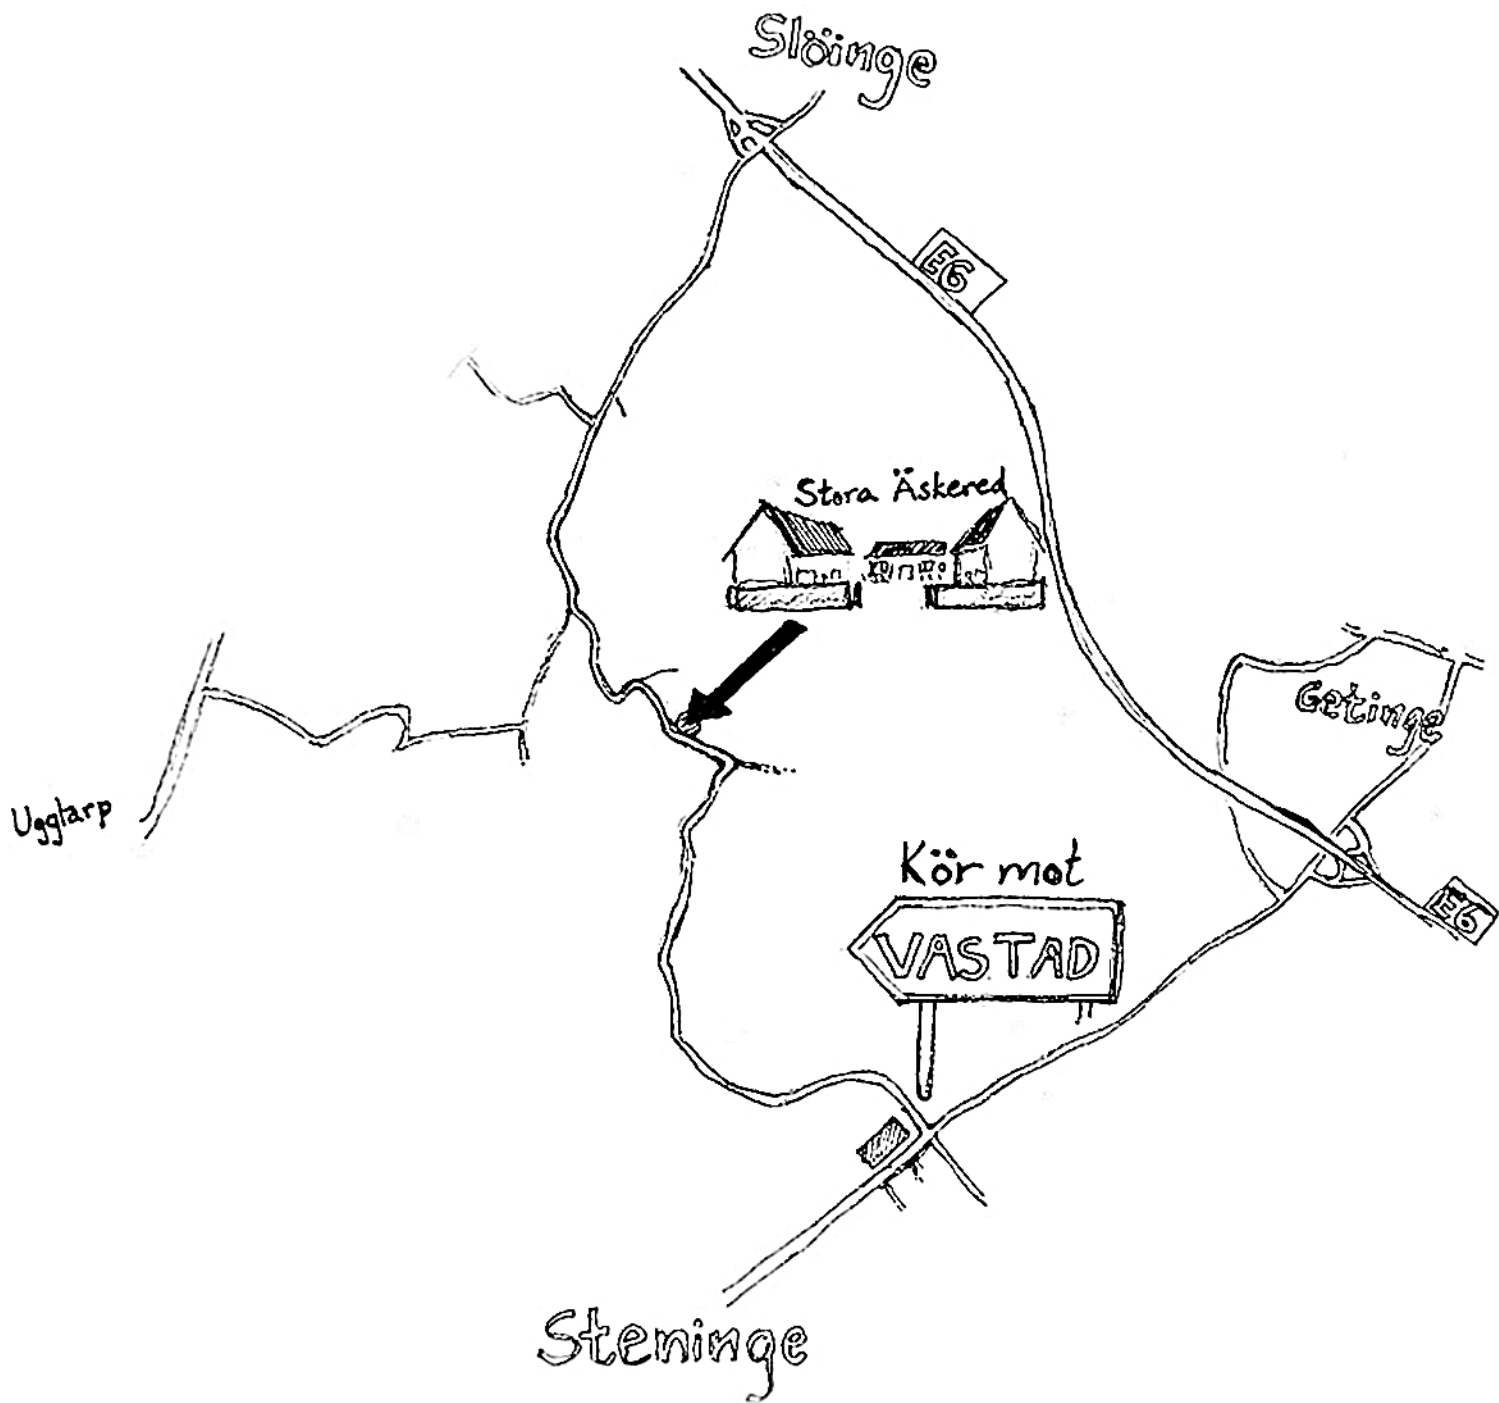 Slöinge
E6
Stora Äskered
Getinge
Ugglarp
Kör mot
VASTAD
E6
Steninge